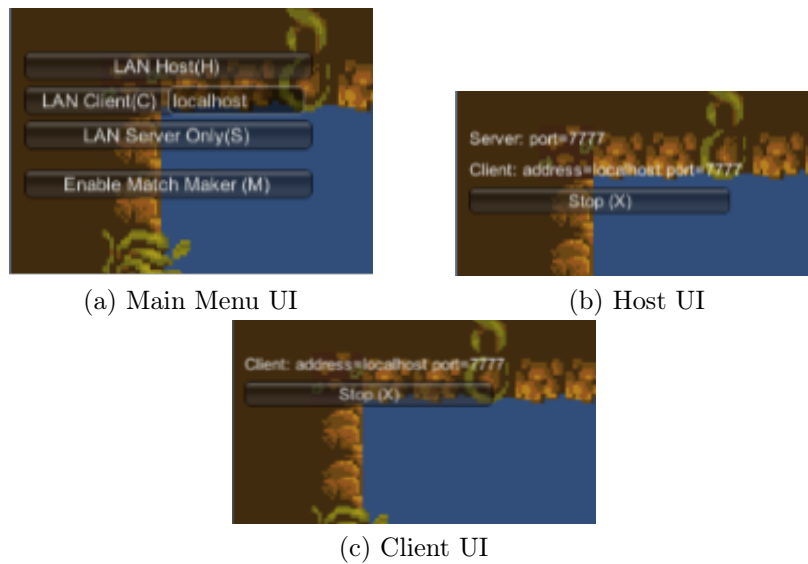 LAN Host(H)
LAN Client(C) localhost
LAN Server Only(S)
Enable Match Maker (M)
(a) Main Menu UI
Server: port=7777
Client: address=localhost port=7777
Stop (X)
(b) Host UI
Client: address=localhost port=7777
Stop (X)
(c) Client UI